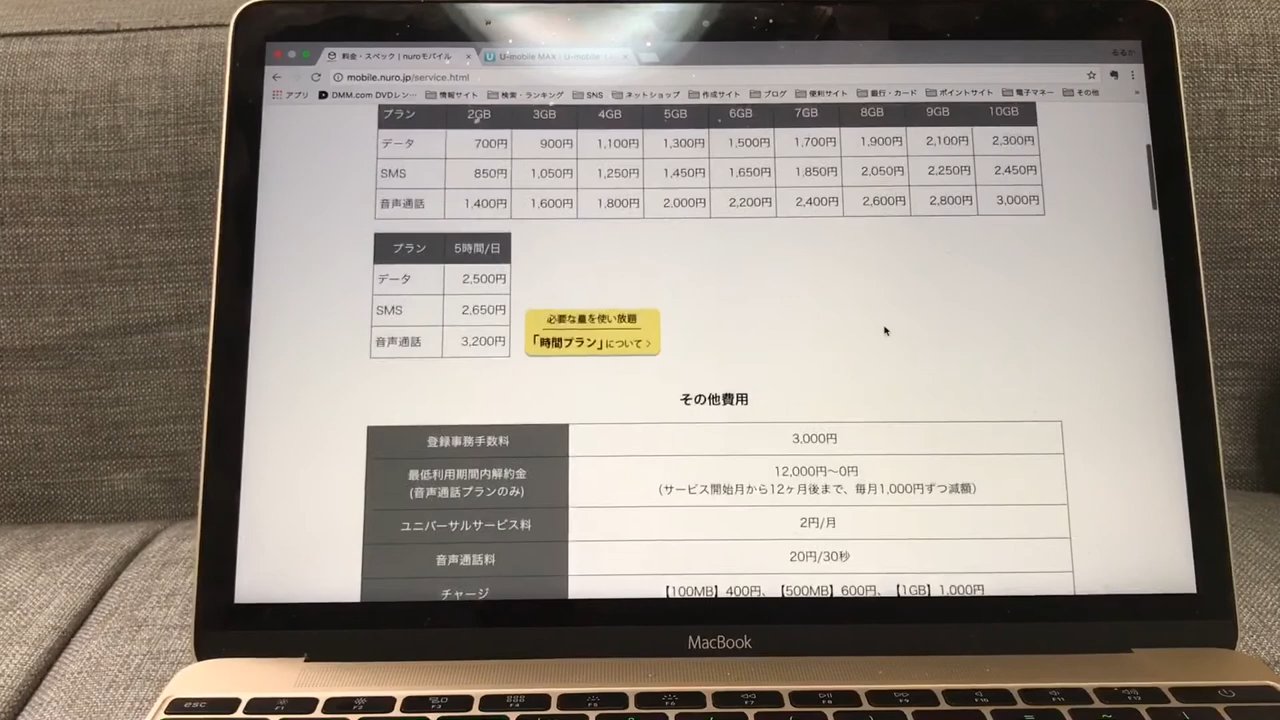 料金・スペック | nuroモバイル ×
U-mobile MAX
るるか
mobile.nuro.jp/service.html
アプリ DMM.com DVDレン… 情報サイト 検索・ランキング SNS ネットショップ 作成サイト ブログ 便利サイト 銀行・カード ポイントサイト 電子マネー その他 »
プラン 2GB 3GB 4GB 5GB 6GB 7GB 8GB 9GB 10GB
データ 700円 900円 1,100円 1,300円 1,500円 1,700円 1,900円 2,100円 2,300円
SMS 850円 1,050円 1,250円 1,450円 1,650円 1,850円 2,050円 2,250円 2,450円
音声通話 1,400円 1,600円 1,800円 2,000円 2,200円 2,400円 2,600円 2,800円 3,000円
プラン 5時間/日
データ 2,500円
SMS 2,650円
音声通話 3,200円
必要な量を使い放題
「時間プラン」について >
その他費用
登録事務手数料 3,000円
最低利用期間内解約金
(音声通話プランのみ)
12,000円〜0円
(サービス開始月から12ヶ月後まで、毎月1,000円ずつ減額)
ユニバーサルサービス料 2円/月
音声通話料 20円/30秒
チャージ 【100MB】400円、【500MB】600円、【1GB】1,000円
MacBook
esc F1 F2 F3 F4 F5 F6 F7 F8 F9 F10 F11 F12